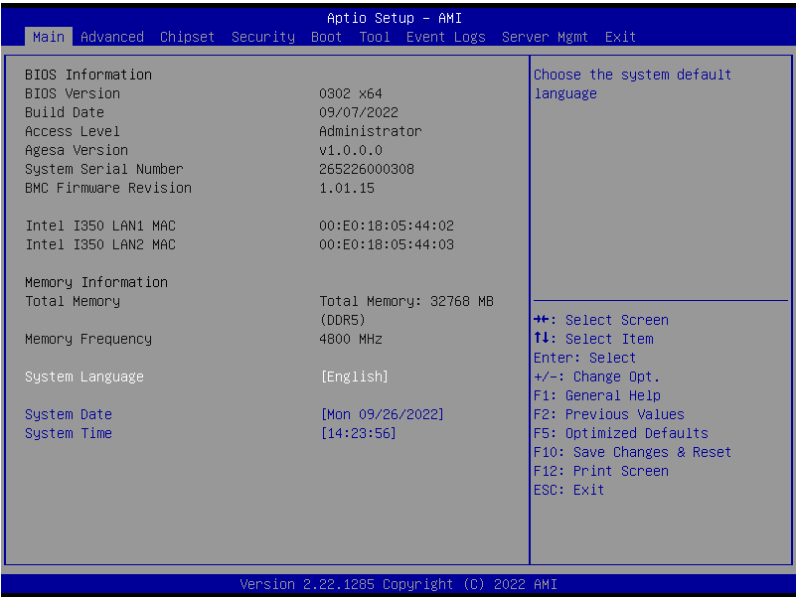 Aptio Setup – AMI
Main Advanced Chipset Security Boot Tool Event Logs Server Mgmt Exit
BIOS Information
BIOS Version 0302 x64
Build Date 09/07/2022
Access Level Administrator
Agesa Version v1.0.0.0
System Serial Number 265226000308
BMC Firmware Revision 1.01.15
Intel I350 LAN1 MAC 00:E0:18:05:44:02
Intel I350 LAN2 MAC 00:E0:18:05:44:03
Memory Information
Total Memory Total Memory: 32768 MB
(DDR5)
Memory Frequency 4800 MHz
System Language [English]
System Date [Mon 09/26/2022]
System Time [14:23:56]
Choose the system default
language
→←: Select Screen
↑↓: Select Item
Enter: Select
+/-: Change Opt.
F1: General Help
F2: Previous Values
F5: Optimized Defaults
F10: Save Changes & Reset
F12: Print Screen
ESC: Exit
Version 2.22.1285 Copyright (C) 2022 AMI